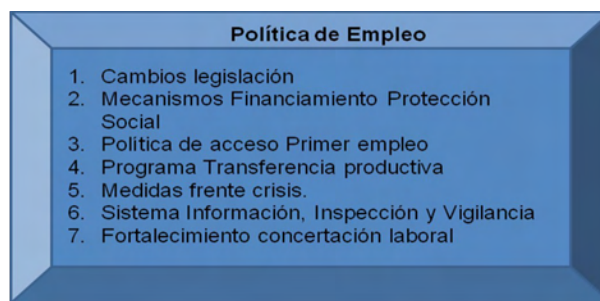 Política de Empleo
1. Cambios legislación
2. Mecanismos Financiamiento Protección
Social
3. Politica de acceso Primer empleo
4. Programa Transferencia productiva
5. Medidas frente crisis.
6. Sistema Información, Inspección y Vigilancia
7. Fortalecimiento concertación laboral